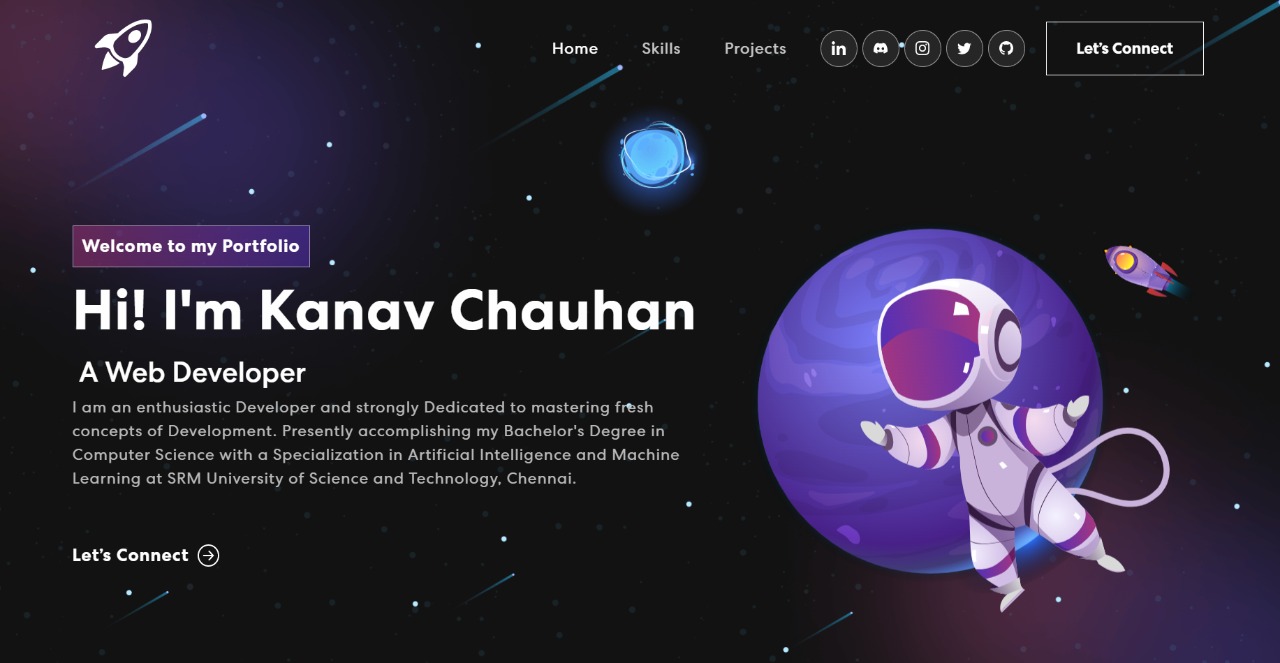 Home Skills Projects Let's Connect
Welcome to my Portfolio
Hi! I'm Kanav Chauhan
A Web Developer
I am an enthusiastic Developer and strongly Dedicated to mastering fresh
concepts of Development. Presently accomplishing my Bachelor's Degree in
Computer Science with a Specialization in Artificial Intelligence and Machine
Learning at SRM University of Science and Technology, Chennai.
Let's Connect